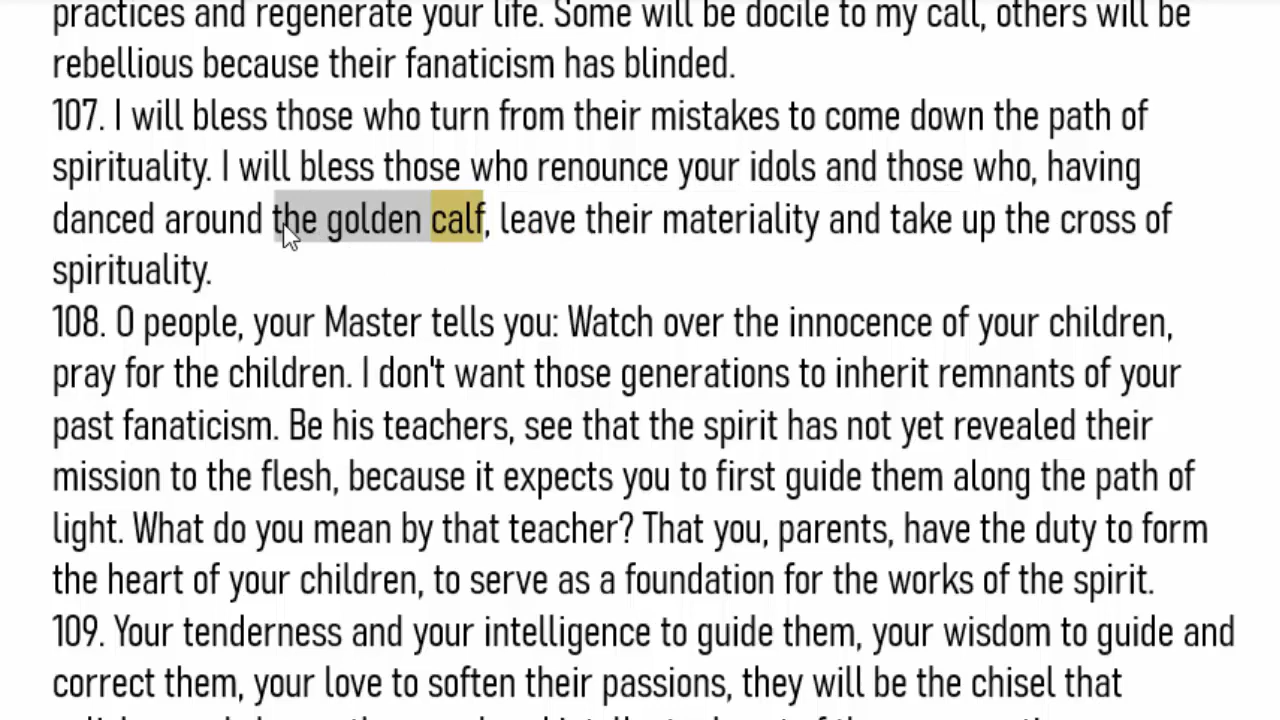 practices and regenerate your life. Some will be docile to my call, others will be
rebellious because their fanaticism has blinded.
107. I will bless those who turn from their mistakes to come down the path of
spirituality. I will bless those who renounce your idols and those who, having
danced around the golden calf, leave their materiality and take up the cross of
spirituality.
108. O people, your Master tells you: Watch over the innocence of your children,
pray for the children. I don't want those generations to inherit remnants of your
past fanaticism. Be his teachers, see that the spirit has not yet revealed their
mission to the flesh, because it expects you to first guide them along the path of
light. What do you mean by that teacher? That you, parents, have the duty to form
the heart of your children, to serve as a foundation for the works of the spirit.
109. Your tenderness and your intelligence to guide them, your wisdom to guide and
correct them, your love to soften their passions, they will be the chisel that